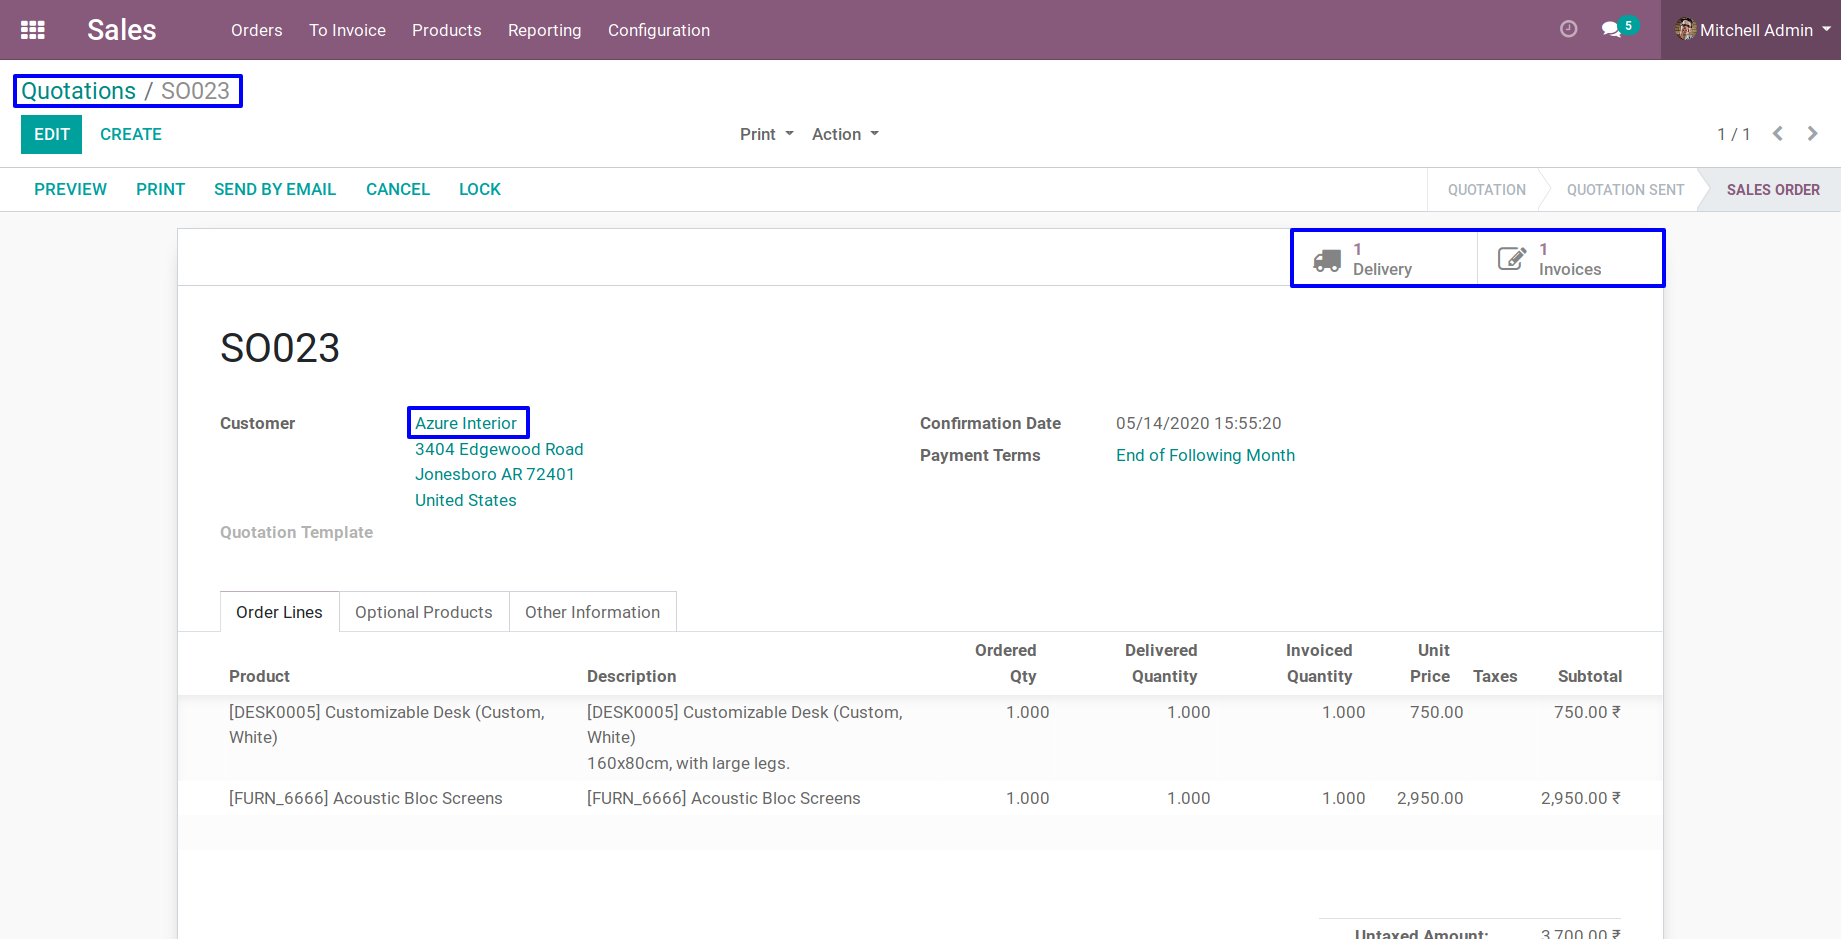 Sales Orders To Invoice Products Reporting Configuration 5 Mitchell Admin
Quotations / SO023
EDIT CREATE Print Action 1 / 1
PREVIEW PRINT SEND BY EMAIL CANCEL LOCK QUOTATION QUOTATION SENT SALES ORDER
1 Delivery
1 Invoices
SO023
Customer Azure Interior
3404 Edgewood Road
Jonesboro AR 72401
United States
Confirmation Date 05/14/2020 15:55:20
Payment Terms End of Following Month
Quotation Template
Order Lines Optional Products Other Information
Product Description Ordered Qty Delivered Quantity Invoiced Quantity Unit Price Taxes Subtotal
[DESK0005] Customizable Desk (Custom, White) [DESK0005] Customizable Desk (Custom, White) 1.000 1.000 1.000 750.00 750.00 ₹
160x80cm, with large legs.
[FURN_6666] Acoustic Bloc Screens [FURN_6666] Acoustic Bloc Screens 1.000 1.000 1.000 2,950.00 2,950.00 ₹
Untaxed Amount: 3,700.00 ₹